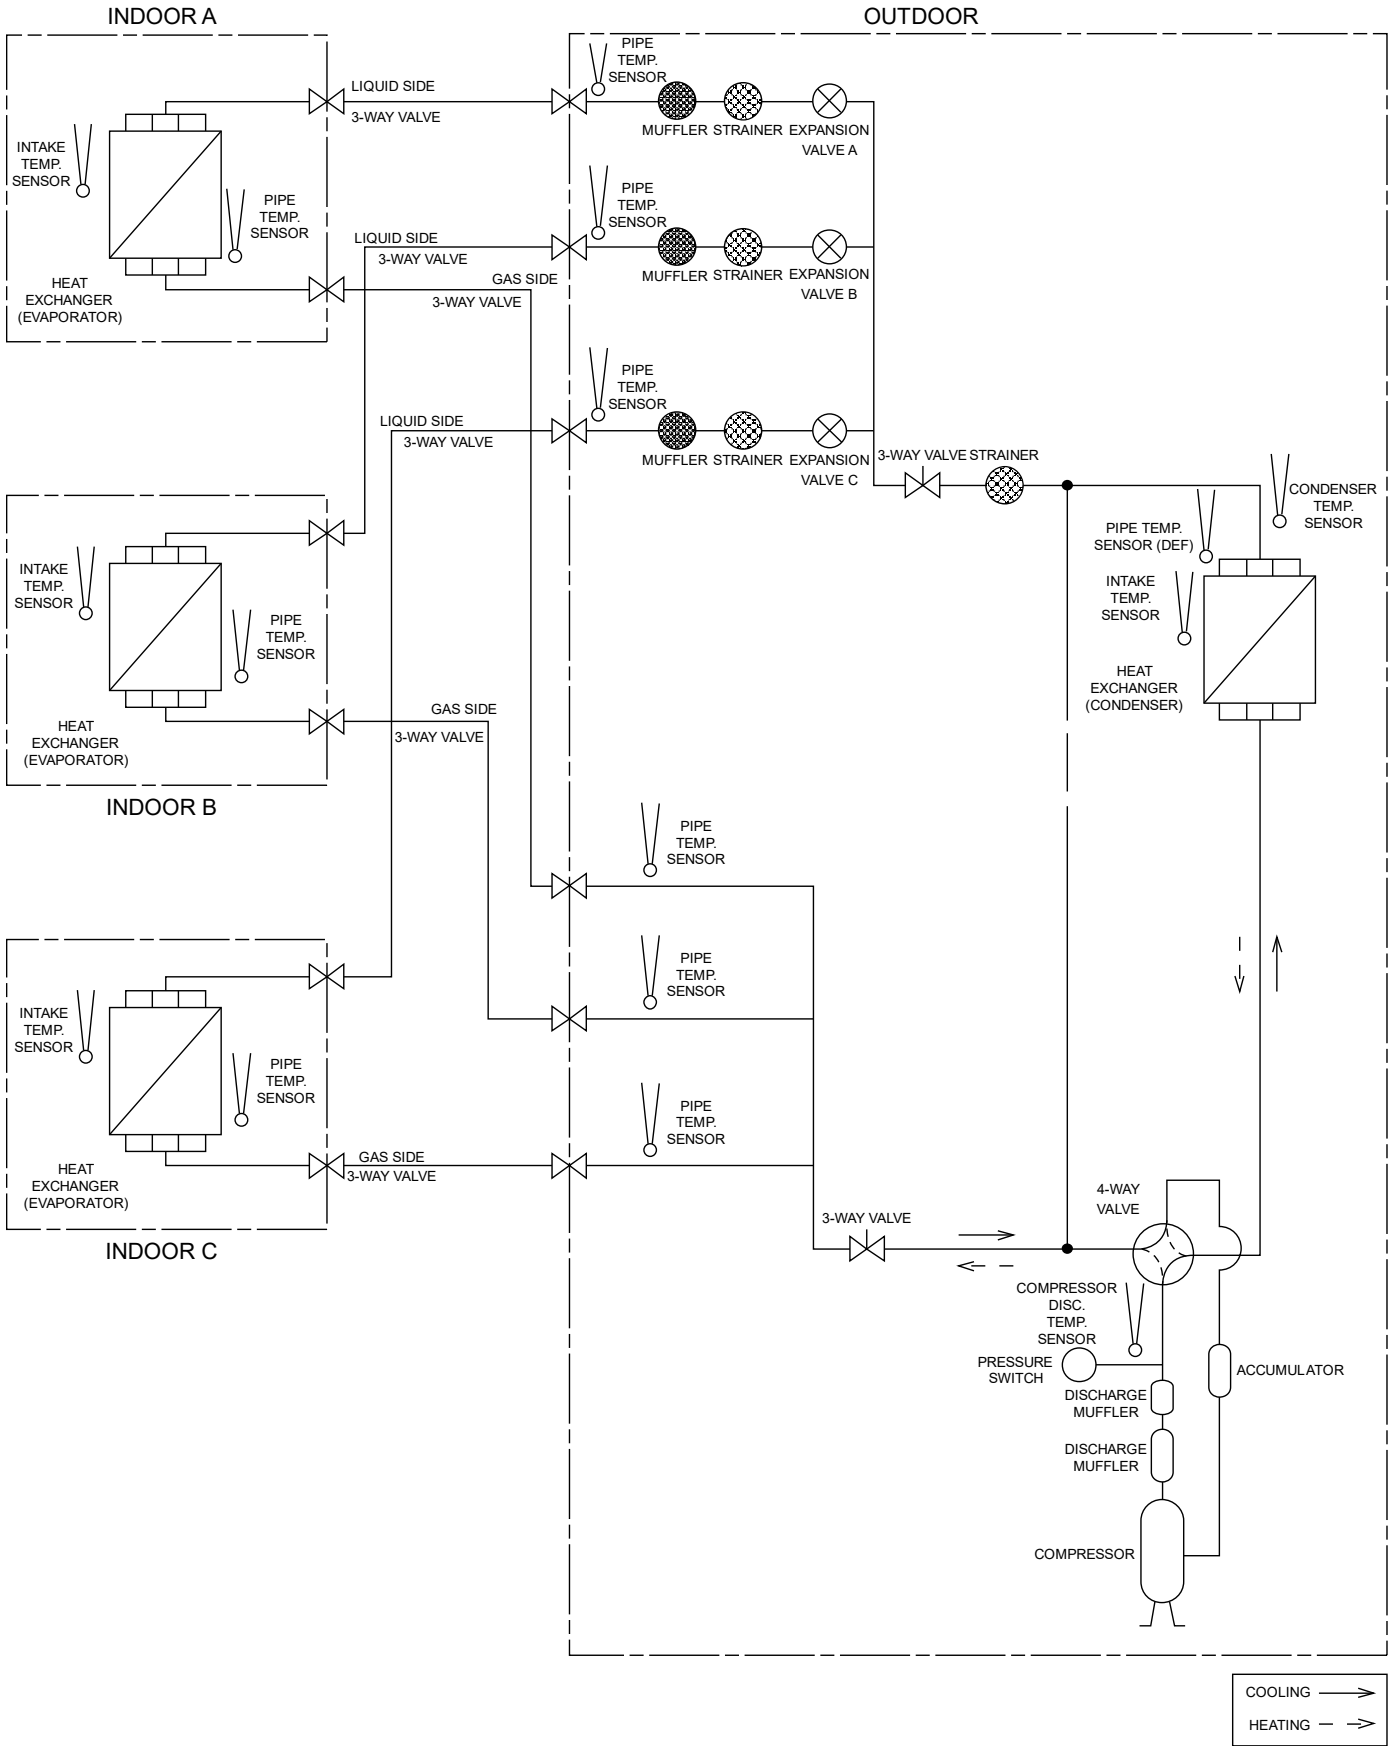 INDOOR A
OUTDOOR
PIPE
TEMP.
SENSOR
LIQUID SIDE
3-WAY VALVE
MUFFLER
STRAINER
EXPANSION
VALVE A
INTAKE
TEMP.
SENSOR
PIPE
TEMP.
SENSOR
HEAT
EXCHANGER
(EVAPORATOR)
PIPE
TEMP.
SENSOR
LIQUID SIDE
3-WAY VALVE
MUFFLER
STRAINER
EXPANSION
VALVE B
GAS SIDE
3-WAY VALVE
PIPE
TEMP.
SENSOR
LIQUID SIDE
3-WAY VALVE
MUFFLER
STRAINER
EXPANSION
VALVE C
3-WAY VALVE
STRAINER
CONDENSER
TEMP.
SENSOR
PIPE TEMP.
SENSOR (DEF)
INTAKE
TEMP.
SENSOR
HEAT
EXCHANGER
(CONDENSER)
INTAKE
TEMP.
SENSOR
PIPE
TEMP.
SENSOR
HEAT
EXCHANGER
(EVAPORATOR)
GAS SIDE
3-WAY VALVE
INDOOR B
PIPE
TEMP.
SENSOR
PIPE
TEMP.
SENSOR
INTAKE
TEMP.
SENSOR
PIPE
TEMP.
SENSOR
HEAT
EXCHANGER
(EVAPORATOR)
GAS SIDE
3-WAY VALVE
INDOOR C
PIPE
TEMP.
SENSOR
3-WAY VALVE
4-WAY
VALVE
COMPRESSOR
DISC.
TEMP.
SENSOR
PRESSURE
SWITCH
ACCUMULATOR
DISCHARGE
MUFFLER
DISCHARGE
MUFFLER
COMPRESSOR
COOLING
HEATING